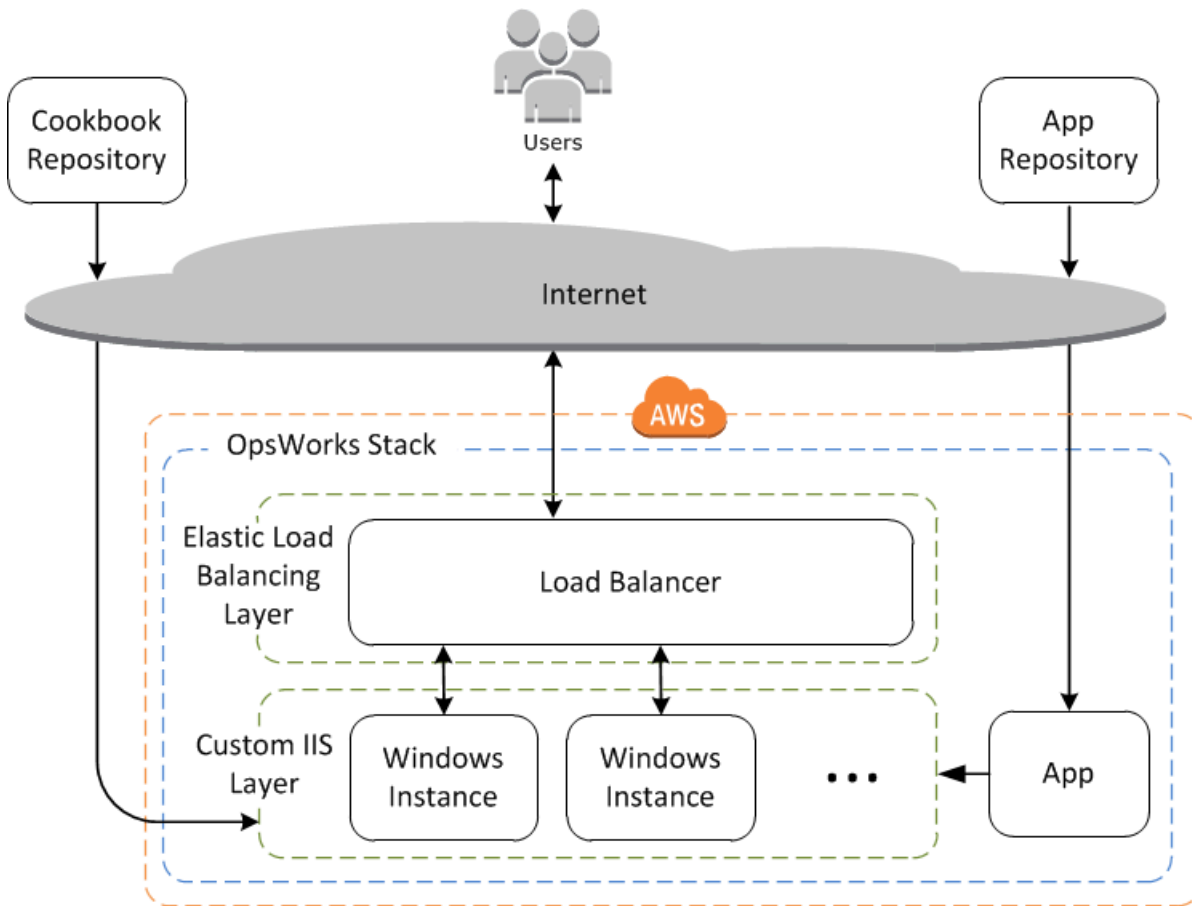 Users
Cookbook
Repository
App
Repository
Internet
AWS
OpsWorks Stack
Elastic Load
Balancing
Layer
Load Balancer
Custom IIS
Layer
Windows
Instance
Windows
Instance
...
App